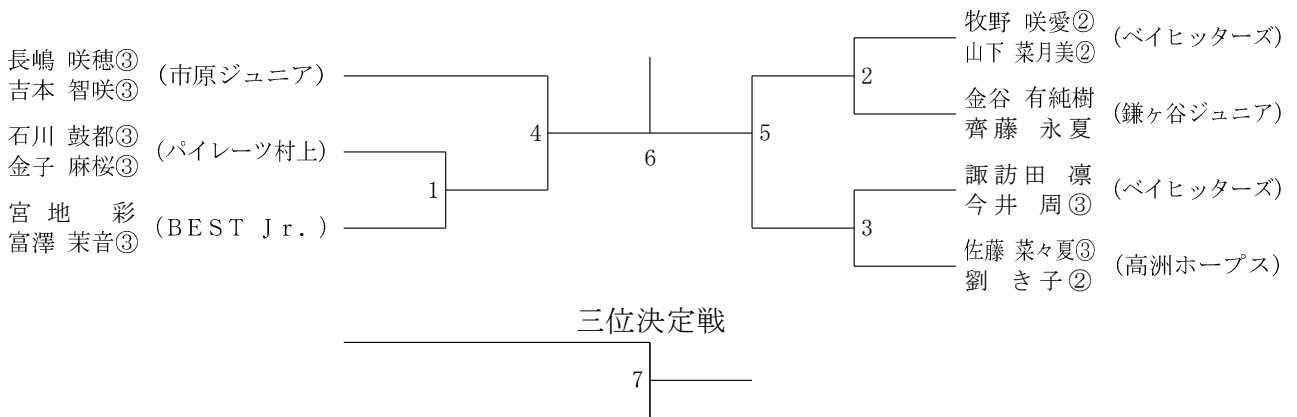 長嶋 咲穂③
吉本 智咲③
(市原ジュニア)
石川 鼓都③
金子 麻桜③
(パイレーツ村上)
宮地 彩
富澤 茉音③
(BEST Jr.)
4
1
6
牧野 咲愛②
山下 菜月美②
(ベイヒッターズ)
2
金谷 有純樹
齊藤 永夏
(鎌ヶ谷ジュニア)
5
諏訪田 凛
今井 周③
(ベイヒッターズ)
3
佐藤 菜々夏③
劉 き子②
(高洲ホープス)
三位決定戦
7